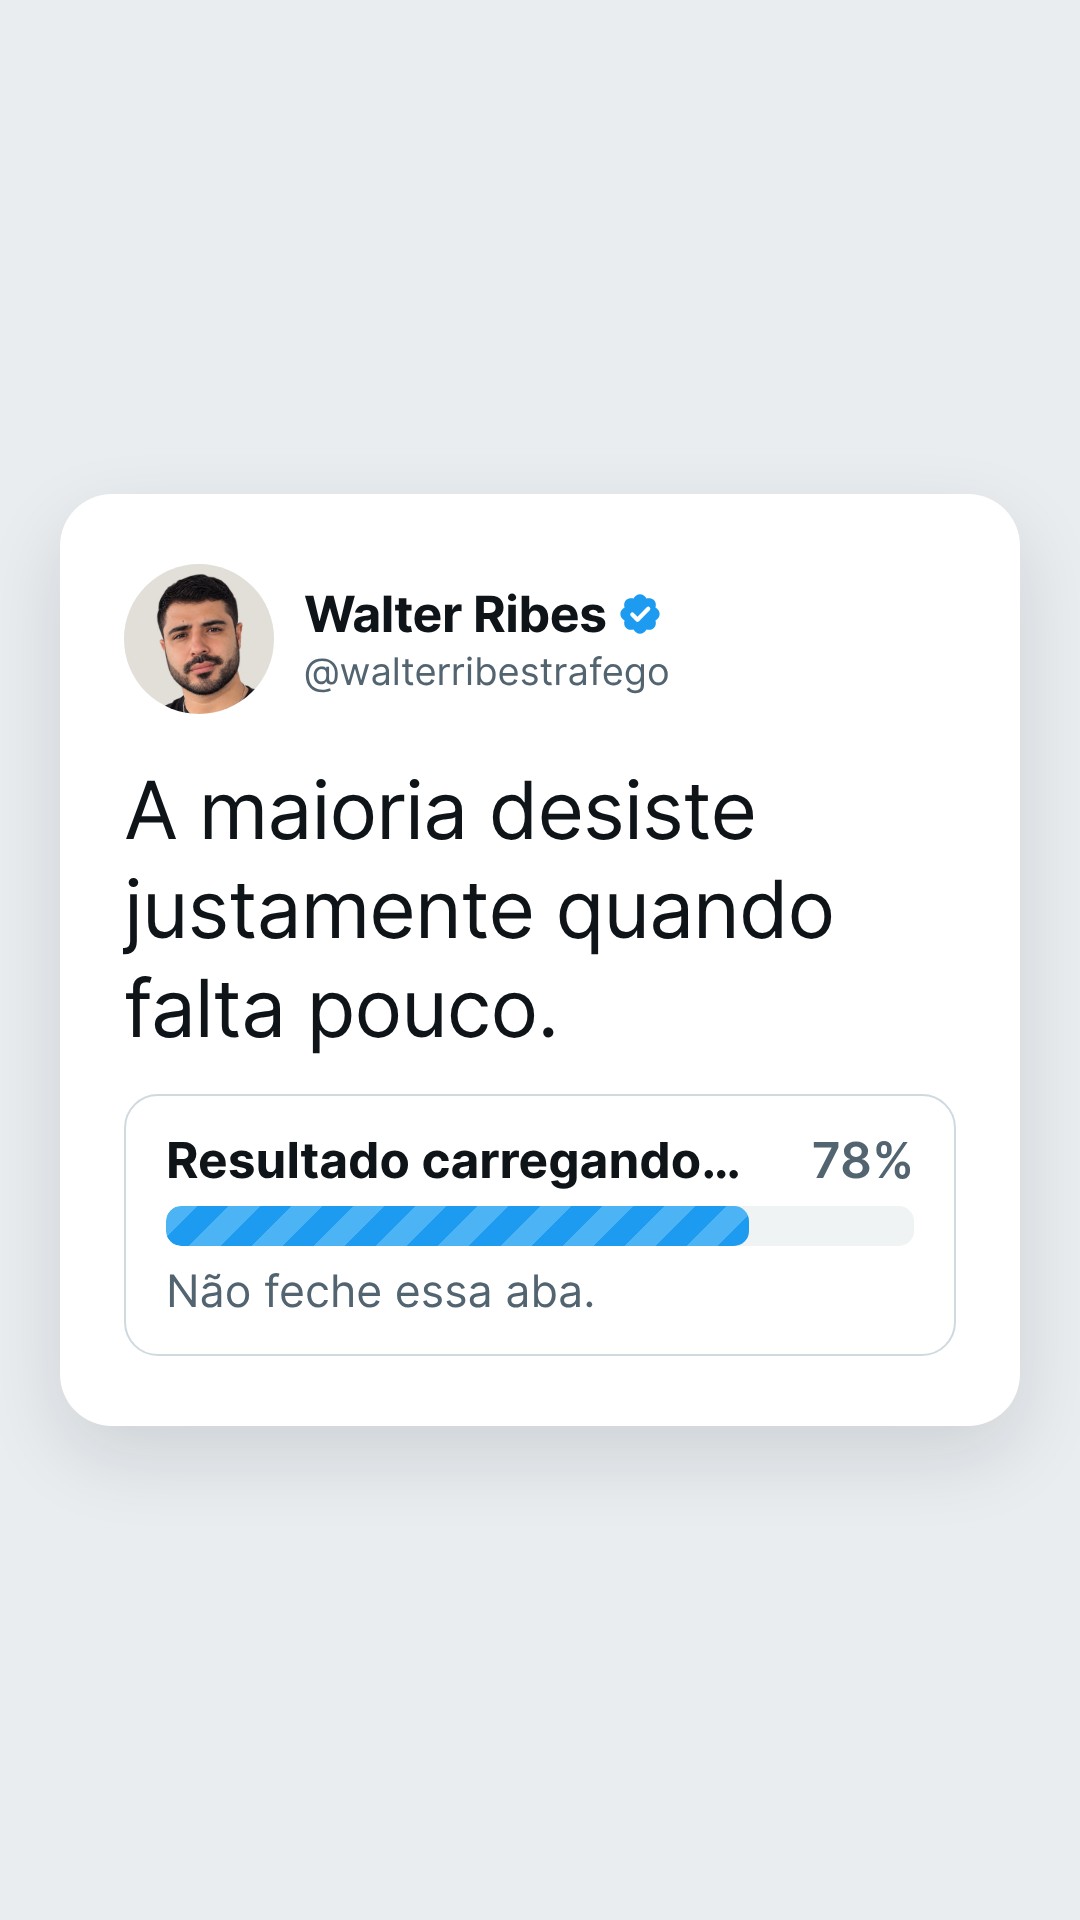 Walter Ribes
@walterribestrafego
A maioria desiste
justamente quando
falta pouco.
Resultado carregando... 78%
Não feche essa aba.